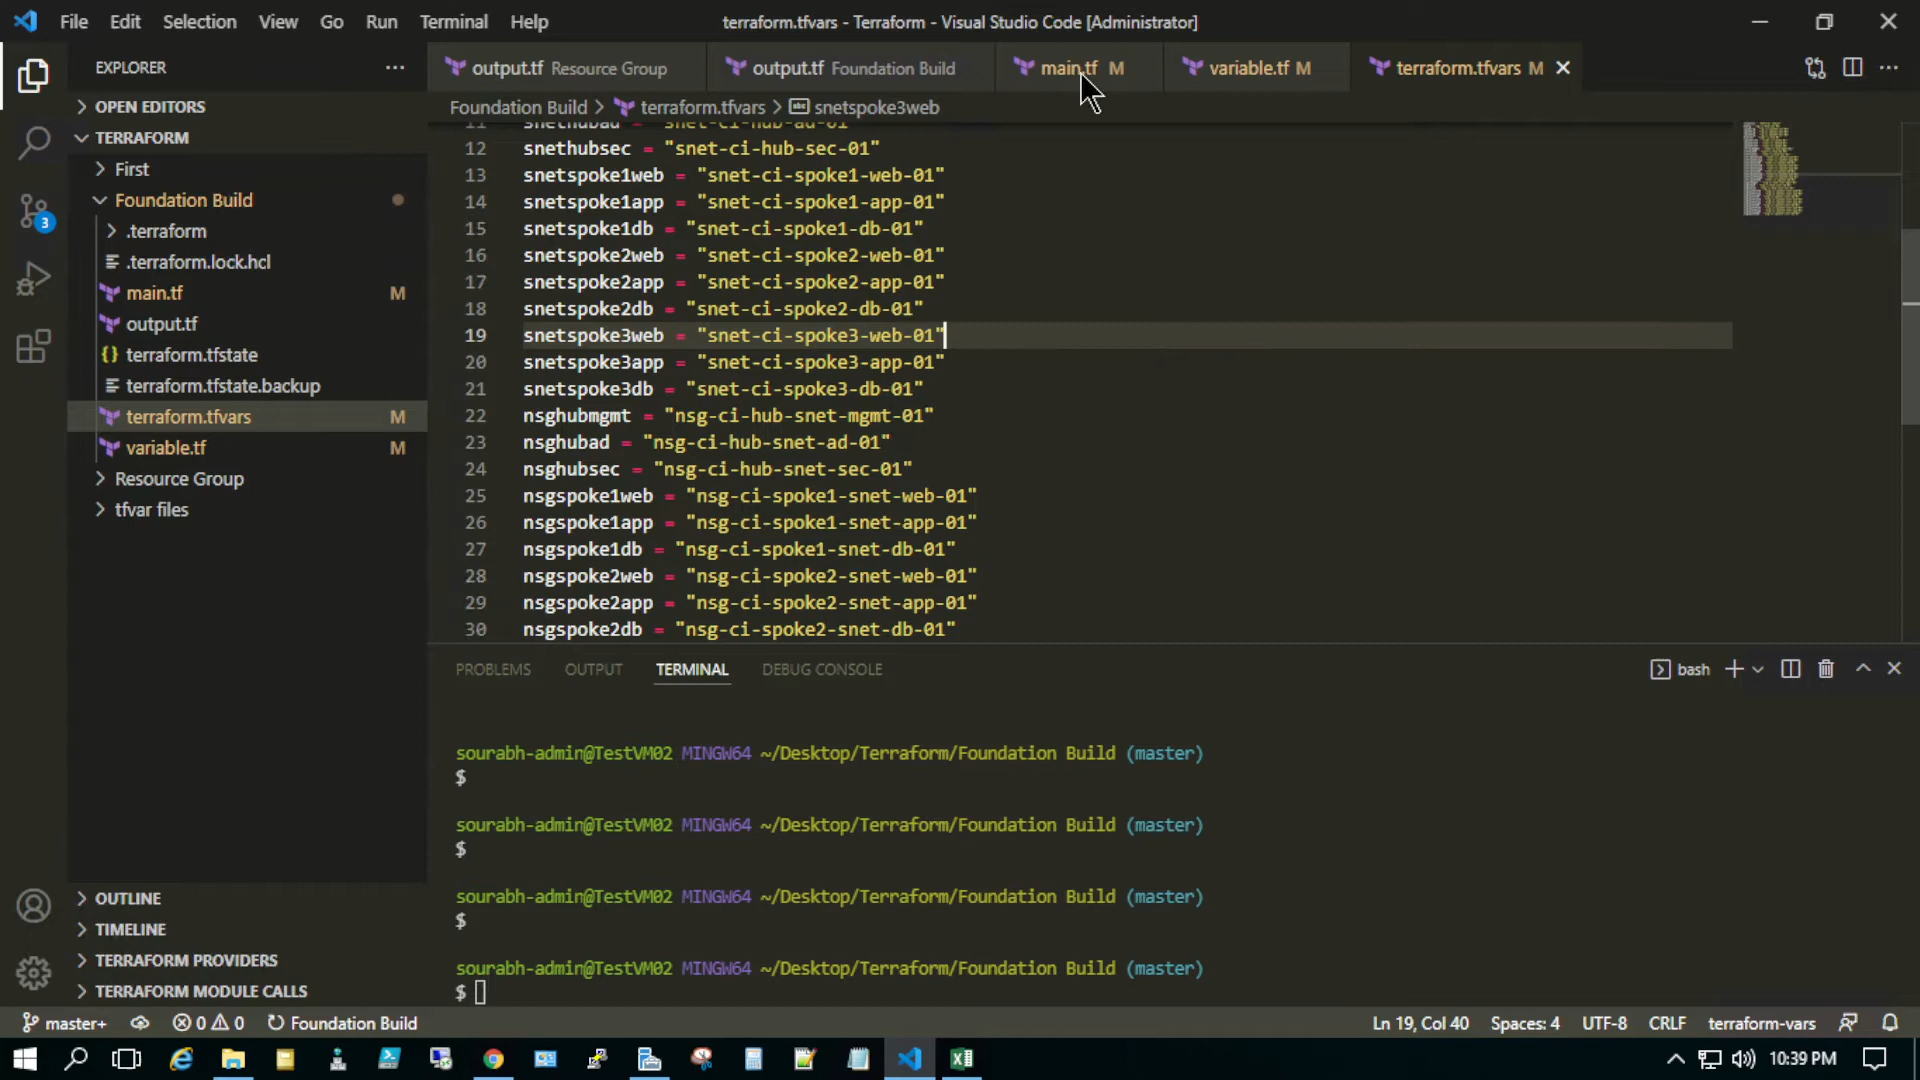 File Edit Selection View Go Run Terminal Help
terraform.tfvars - Terraform - Visual Studio Code [Administrator]
EXPLORER
output.tf Resource Group
output.tf Foundation Build
main.tf M
variable.tf M
terraform.tfvars M
OPEN EDITORS
TERRAFORM
First
Foundation Build
.terraform
.terraform.lock.hcl
main.tf M
output.tf
terraform.tfstate
terraform.tfstate.backup
terraform.tfvars M
variable.tf M
Resource Group
tfvar files
3
Foundation Build > terraform.tfvars > snetspoke3web
11 snethubad = "snet-ci-hub-ad-01"
12 snethubsec = "snet-ci-hub-sec-01"
13 snetspoke1web = "snet-ci-spoke1-web-01"
14 snetspoke1app = "snet-ci-spoke1-app-01"
15 snetspoke1db = "snet-ci-spoke1-db-01"
16 snetspoke2web = "snet-ci-spoke2-web-01"
17 snetspoke2app = "snet-ci-spoke2-app-01"
18 snetspoke2db = "snet-ci-spoke2-db-01"
19 snetspoke3web = "snet-ci-spoke3-web-01"
20 snetspoke3app = "snet-ci-spoke3-app-01"
21 snetspoke3db = "snet-ci-spoke3-db-01"
22 nsghubmgmt = "nsg-ci-hub-snet-mgmt-01"
23 nsghubad = "nsg-ci-hub-snet-ad-01"
24 nsghubsec = "nsg-ci-hub-snet-sec-01"
25 nsgspoke1web = "nsg-ci-spoke1-snet-web-01"
26 nsgspoke1app = "nsg-ci-spoke1-snet-app-01"
27 nsgspoke1db = "nsg-ci-spoke1-snet-db-01"
28 nsgspoke2web = "nsg-ci-spoke2-snet-web-01"
29 nsgspoke2app = "nsg-ci-spoke2-snet-app-01"
30 nsgspoke2db = "nsg-ci-spoke2-snet-db-01"
PROBLEMS OUTPUT TERMINAL DEBUG CONSOLE
bash
sourabh-admin@TestVM02 MINGW64 ~/Desktop/Terraform/Foundation Build (master)
$
sourabh-admin@TestVM02 MINGW64 ~/Desktop/Terraform/Foundation Build (master)
$
sourabh-admin@TestVM02 MINGW64 ~/Desktop/Terraform/Foundation Build (master)
$
sourabh-admin@TestVM02 MINGW64 ~/Desktop/Terraform/Foundation Build (master)
$
OUTLINE
TIMELINE
TERRAFORM PROVIDERS
TERRAFORM MODULE CALLS
master+ 0 0 Foundation Build
Ln 19, Col 40 Spaces: 4 UTF-8 CRLF terraform-vars
10:39 PM